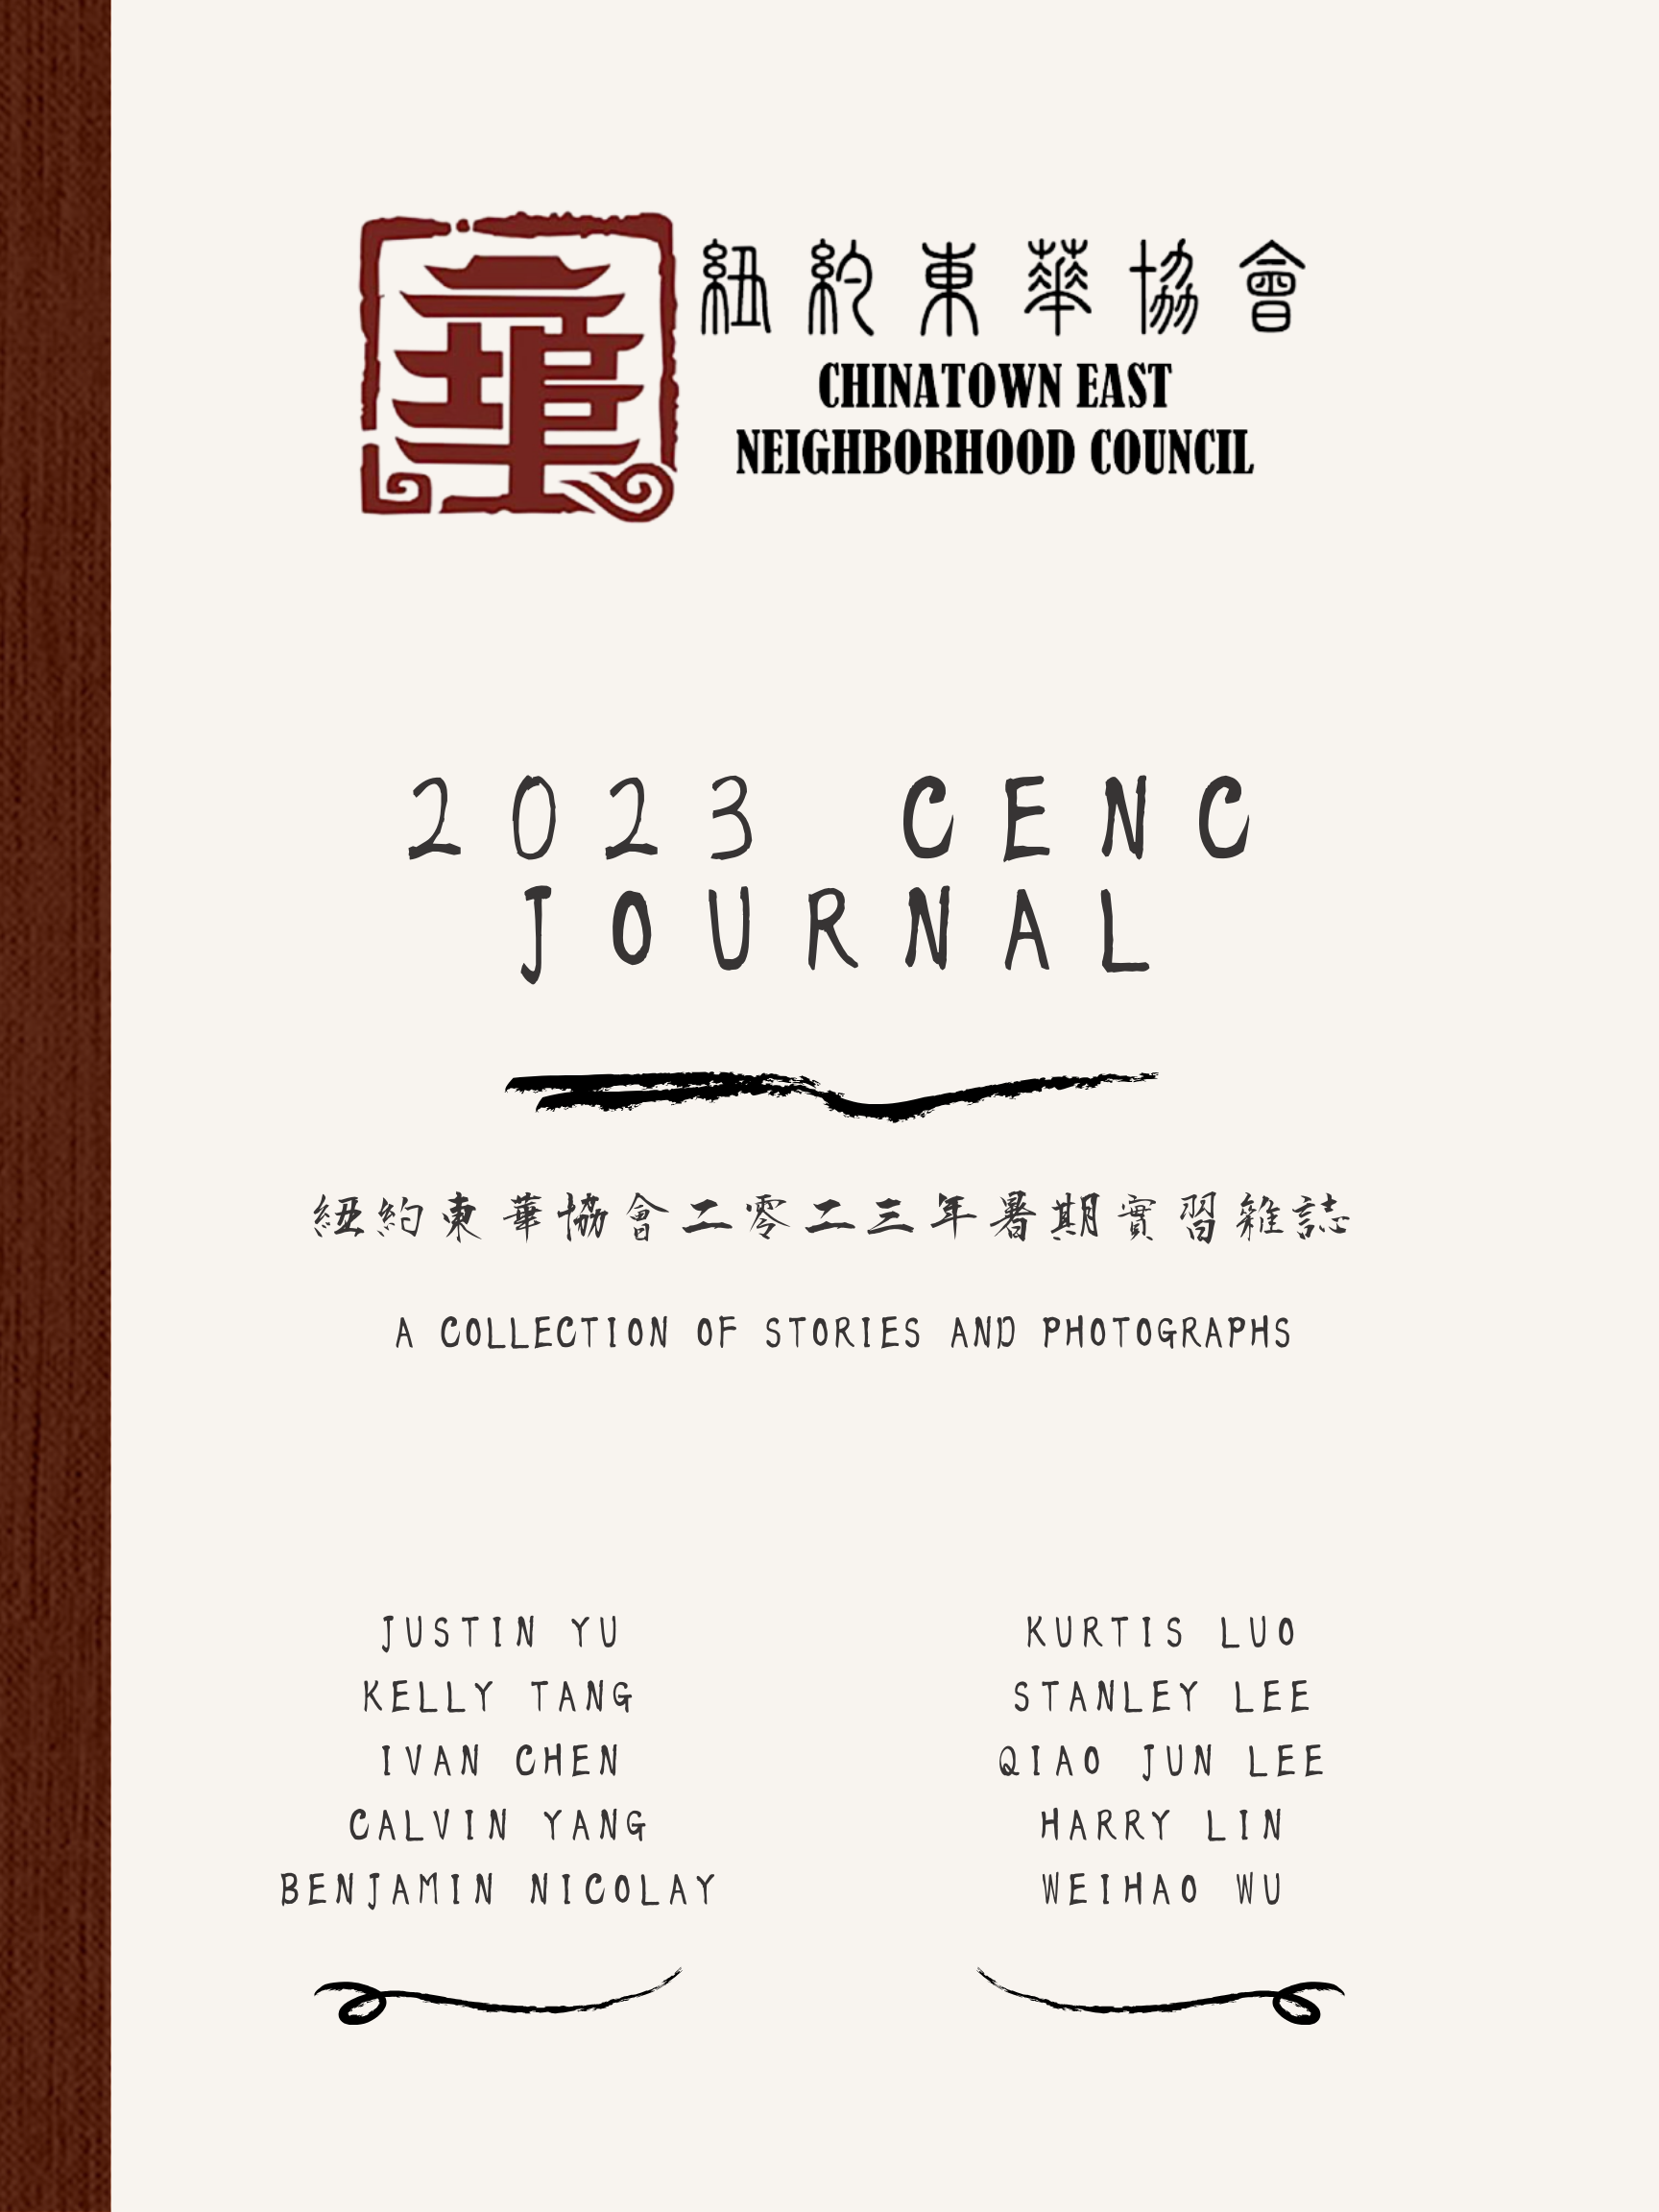 華
紐約東華協會
CHINATOWN EAST
NEIGHBORHOOD COUNCIL
2023 CENC
JOURNAL
紐約東華協會二零二三年暑期實習雜誌
A COLLECTION OF STORIES AND PHOTOGRAPHS
JUSTIN YU
KELLY TANG
IVAN CHEN
CALVIN YANG
BENJAMIN NICOLAY
KURTIS LUO
STANLEY LEE
QIAO JUN LEE
HARRY LIN
WEIHAO WU